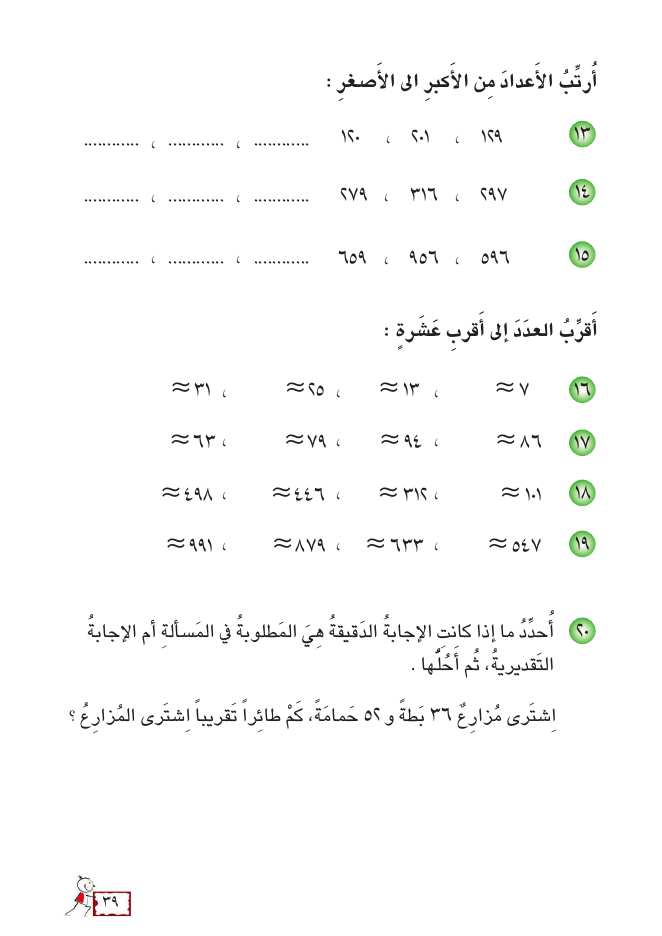 أُرتِّبُ الأَعدادَ مِن الأَكبرِ الى الأَصغرِ :
١٣ ١٢٩ ، ٢٠١ ، ١٢٠ ............ ، ............ ، ............
١٤ ٢٩٧ ، ٣١٦ ، ٢٧٩ ............ ، ............ ، ............
١٥ ٥٩٦ ، ٩٥٦ ، ٦٥٩ ............ ، ............ ، ............
أَقرِّبُ العدَدَ إلى أَقربِ عَشَرةٍ :
١٦ ٧ ≈ ، ١٣ ≈ ، ٢٥ ≈ ، ٣١ ≈
١٧ ٨٦ ≈ ، ٩٤ ≈ ، ٧٩ ≈ ، ٦٣ ≈
١٨ ١٠١ ≈ ، ٣١٢ ≈ ، ٤٤٦ ≈ ، ٤٩٨ ≈
١٩ ٥٤٧ ≈ ، ٦٣٣ ≈ ، ٨٧٩ ≈ ، ٩٩١ ≈
٢٠ أُحدِّدُ ما إذا كانتِ الإجابةُ الدَقيقةُ هِيَ المَطلوبةُ في المَسألةِ أم الإجابةُ
التَقديريةُ، ثُم أَحُلُّها .
اِشتَرى مُزارِعٌ ٣٦ بَطةً و ٥٢ حَمامَةً، كَمْ طائِراً تَقريباً اِشتَرى المُزارِعُ ؟
٣٩